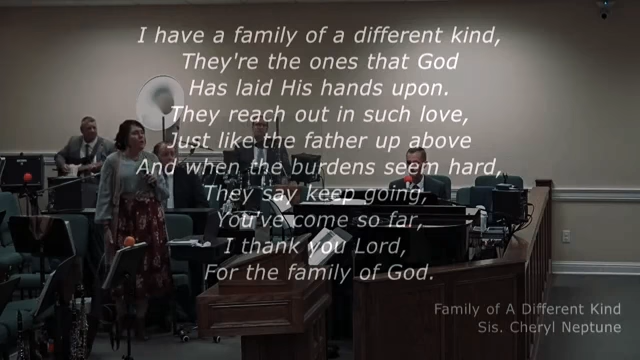 I have a family of a different kind,
They're the ones that God
Has laid His hands upon.
They reach out in such love,
Just like the father up above
And when the burdens seem hard,
They say keep going,
You've come so far,
I thank you Lord,
For the family of God.
Family of A Different Kind
Sis. Cheryl Neptune